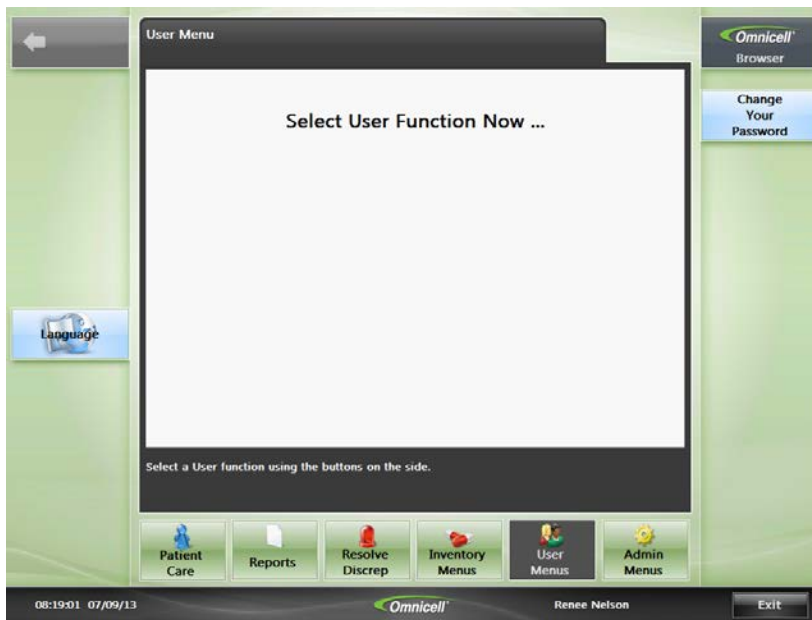 User Menu
Omnicell
Browser
Change
Your
Password
Select User Function Now ...
Language
Select a User function using the buttons on the side.
Patient
Care
Reports
Resolve
Discrep
Inventory
Menus
User
Menus
Admin
Menus
08:19:01 07/09/13
Omnicell
Renee Nelson
Exit